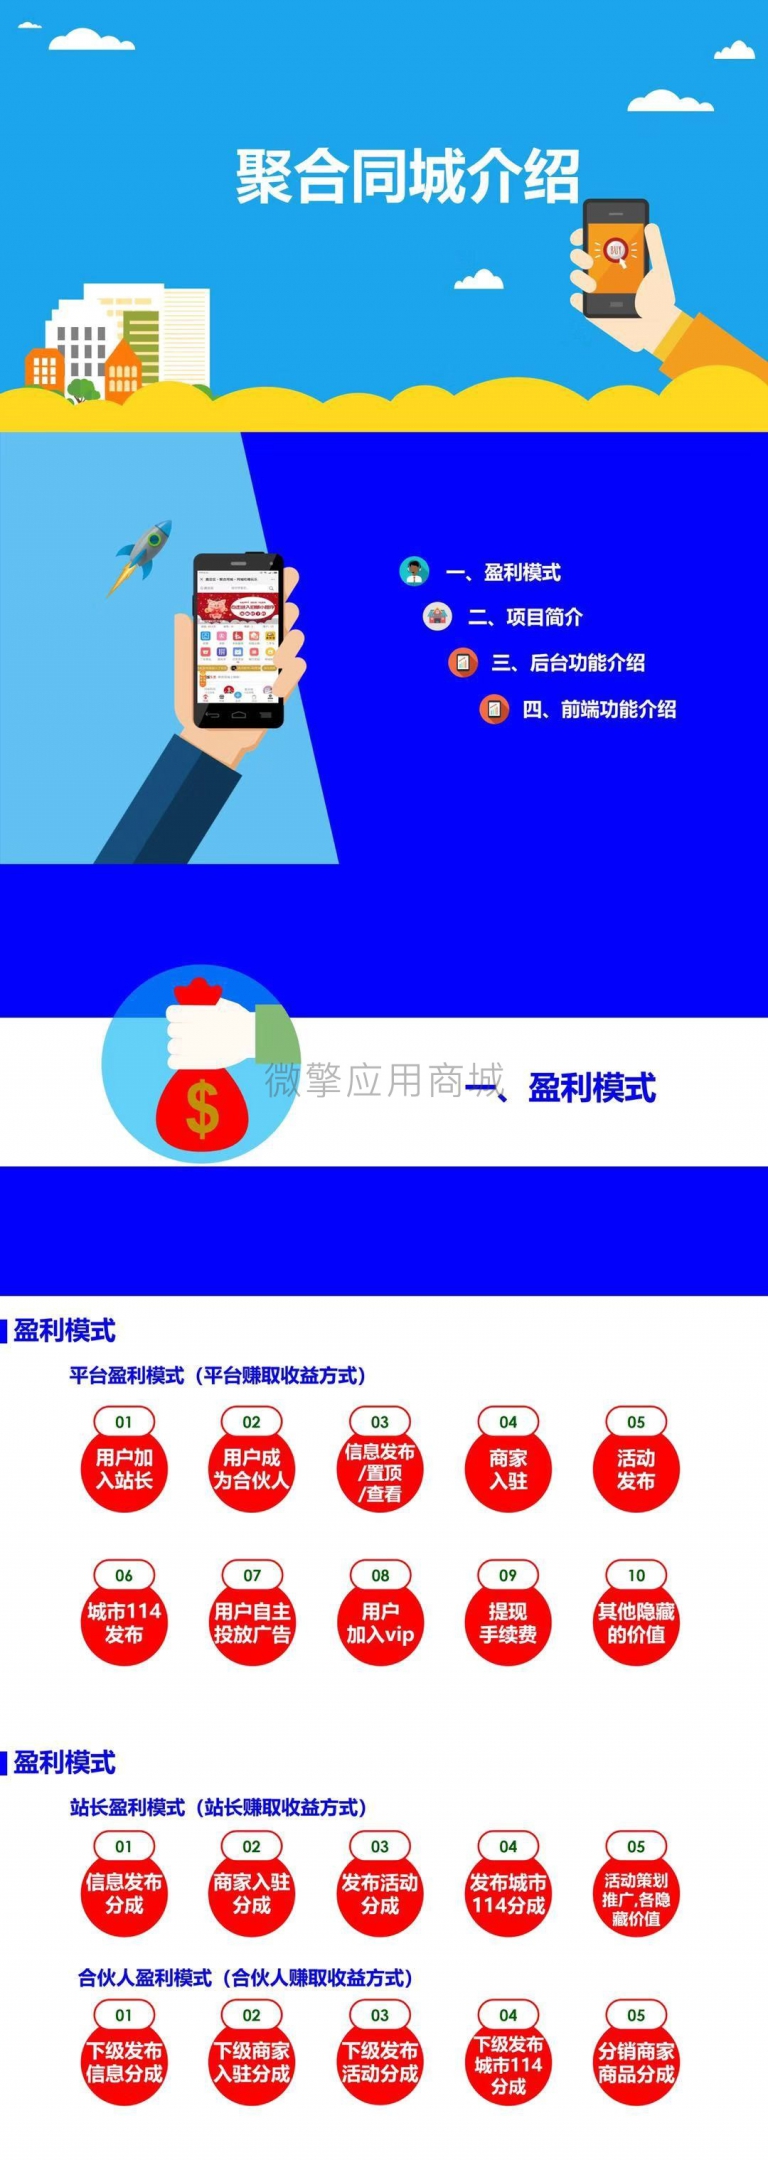 聚合同城介绍
BUY
一、盈利模式
二、项目简介
三、后台功能介绍
四、前端功能介绍
$
微擎应用商城
一、盈利模式
盈利模式
平台盈利模式（平台赚取收益方式）
01
用户加
入站长
02
用户成
为合伙人
03
信息发布
/置顶
/查看
04
商家
入驻
05
活动
发布
06
城市114
发布
07
用户自主
投放广告
08
用户
加入vip
09
提现
手续费
10
其他隐藏
的价值
盈利模式
站长盈利模式（站长赚取收益方式）
01
信息发布
分成
02
商家入驻
分成
03
发布活动
分成
04
发布城市
114分成
05
活动策划
推广,各隐
藏价值
合伙人盈利模式（合伙人赚取收益方式）
01
下级发布
信息分成
02
下级商家
入驻分成
03
下级发布
活动分成
04
下级发布
城市114
分成
05
分销商家
商品分成